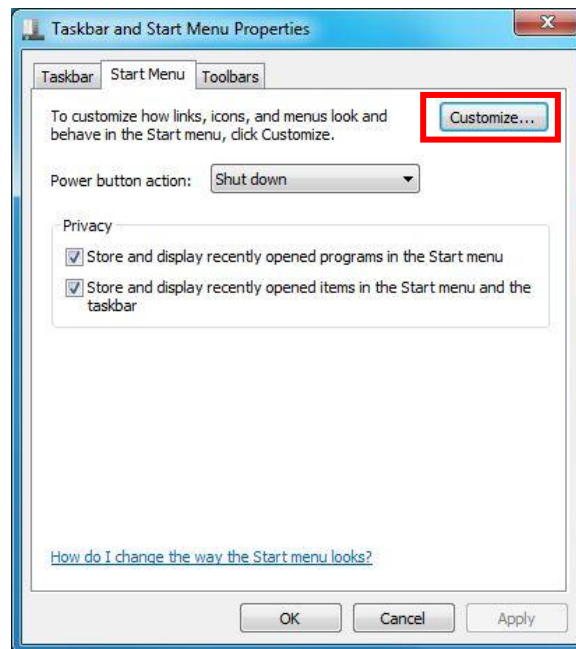 Taskbar and Start Menu Properties
Taskbar Start Menu Toolbars
To customize how links, icons, and menus look and
behave in the Start menu, click Customize.
Customize...
Power button action: Shut down
Privacy
Store and display recently opened programs in the Start menu
Store and display recently opened items in the Start menu and the
taskbar
How do I change the way the Start menu looks?
OK Cancel Apply